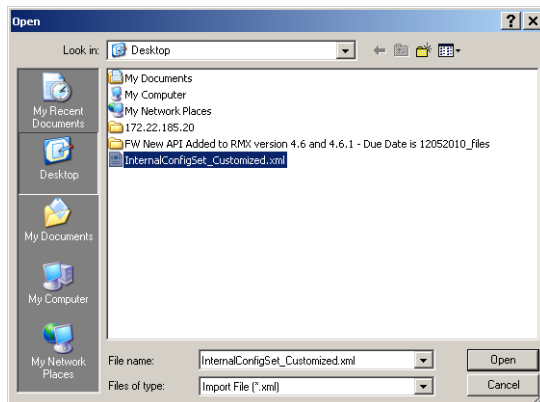 Open
Look in:
Desktop
My Recent
Documents
Desktop
My Documents
My Computer
My Network
Places
My Documents
My Computer
My Network Places
172.22.185.20
FW New API Added to RMX version 4.6 and 4.6.1 - Due Date is 12052010_files
InternalConfigSet_Customized.xml
File name:
InternalConfigSet_Customized.xml
Open
Files of type:
Import File (*.xml)
Cancel